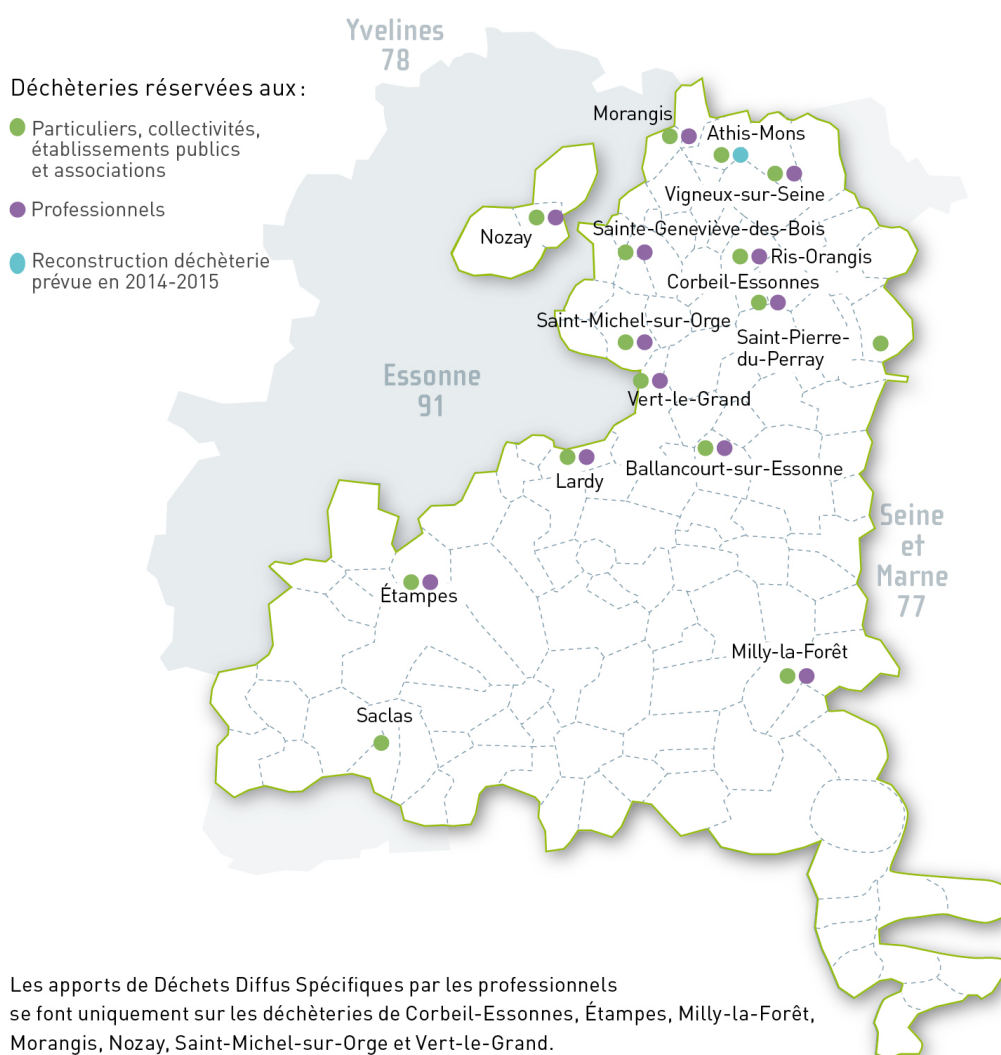 Yvelines
78
Déchèteries réservées aux :
Particuliers, collectivités,
établissements publics
et associations
Professionnels
Reconstruction déchèterie
prévue en 2014-2015
Morangis
Athis-Mons
Vigneux-sur-Seine
Nozay
Sainte-Geneviève-des-Bois
Ris-Orangis
Corbeil-Essonnes
Saint-Michel-sur-Orge
Saint-Pierre-
du-Perray
Essonne
91
Vert-le-Grand
Ballancourt-sur-Essonne
Lardy
Seine
et
Marne
77
Étampes
Milly-la-Forêt
Saclas
Les apports de Déchets Diffus Spécifiques par les professionnels
se font uniquement sur les déchèteries de Corbeil-Essonnes, Étampes, Milly-la-Forêt,
Morangis, Nozay, Saint-Michel-sur-Orge et Vert-le-Grand.